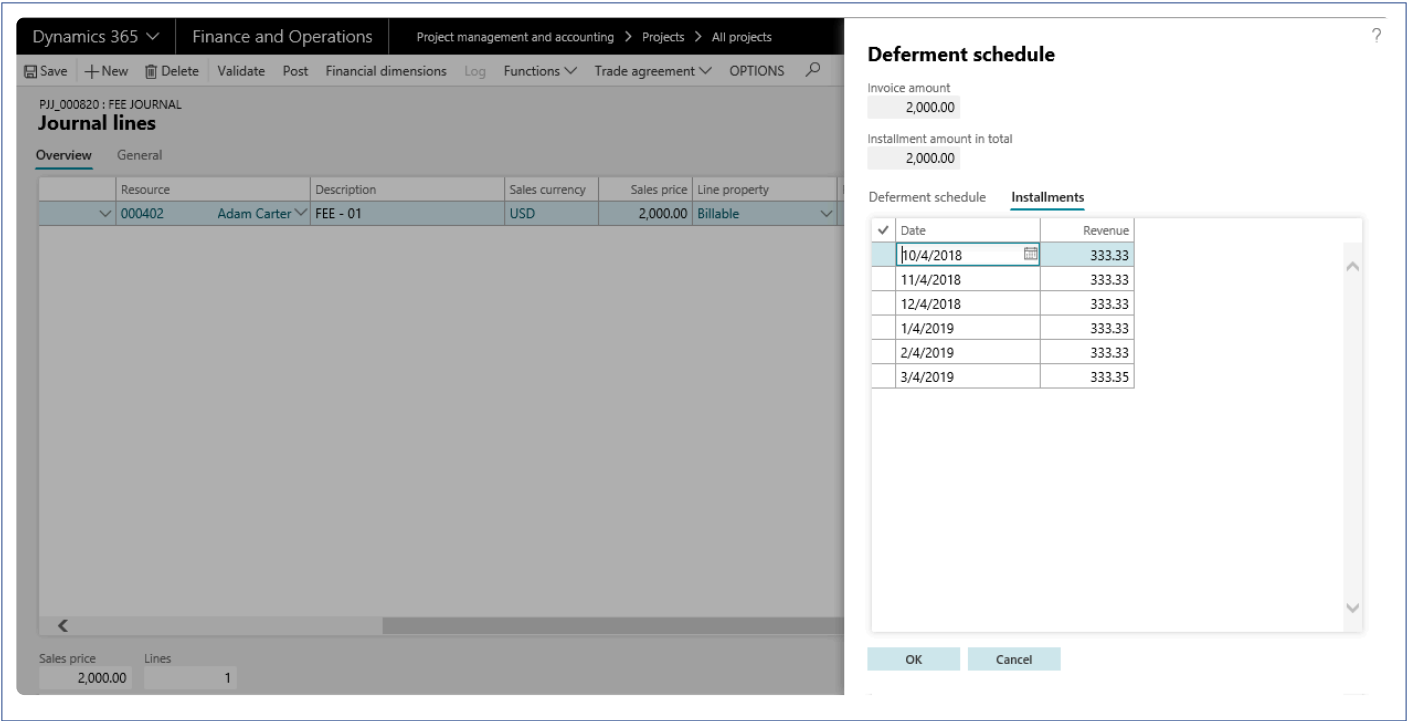 Dynamics 365 Finance and Operations Project management and accounting > Projects > All projects
Save + New Delete Validate Post Financial dimensions Log Functions Trade agreement OPTIONS
PJJ_000820 : FEE JOURNAL
Journal lines
Overview General
Resource Description Sales currency Sales price Line property
000402 Adam Carter FEE - 01 USD 2,000.00 Billable
Sales price Lines
2,000.00 1
?
Deferment schedule
Invoice amount
2,000.00
Installment amount in total
2,000.00
Deferment schedule Installments
Date Revenue
10/4/2018 333.33
11/4/2018 333.33
12/4/2018 333.33
1/4/2019 333.33
2/4/2019 333.33
3/4/2019 333.35
OK Cancel